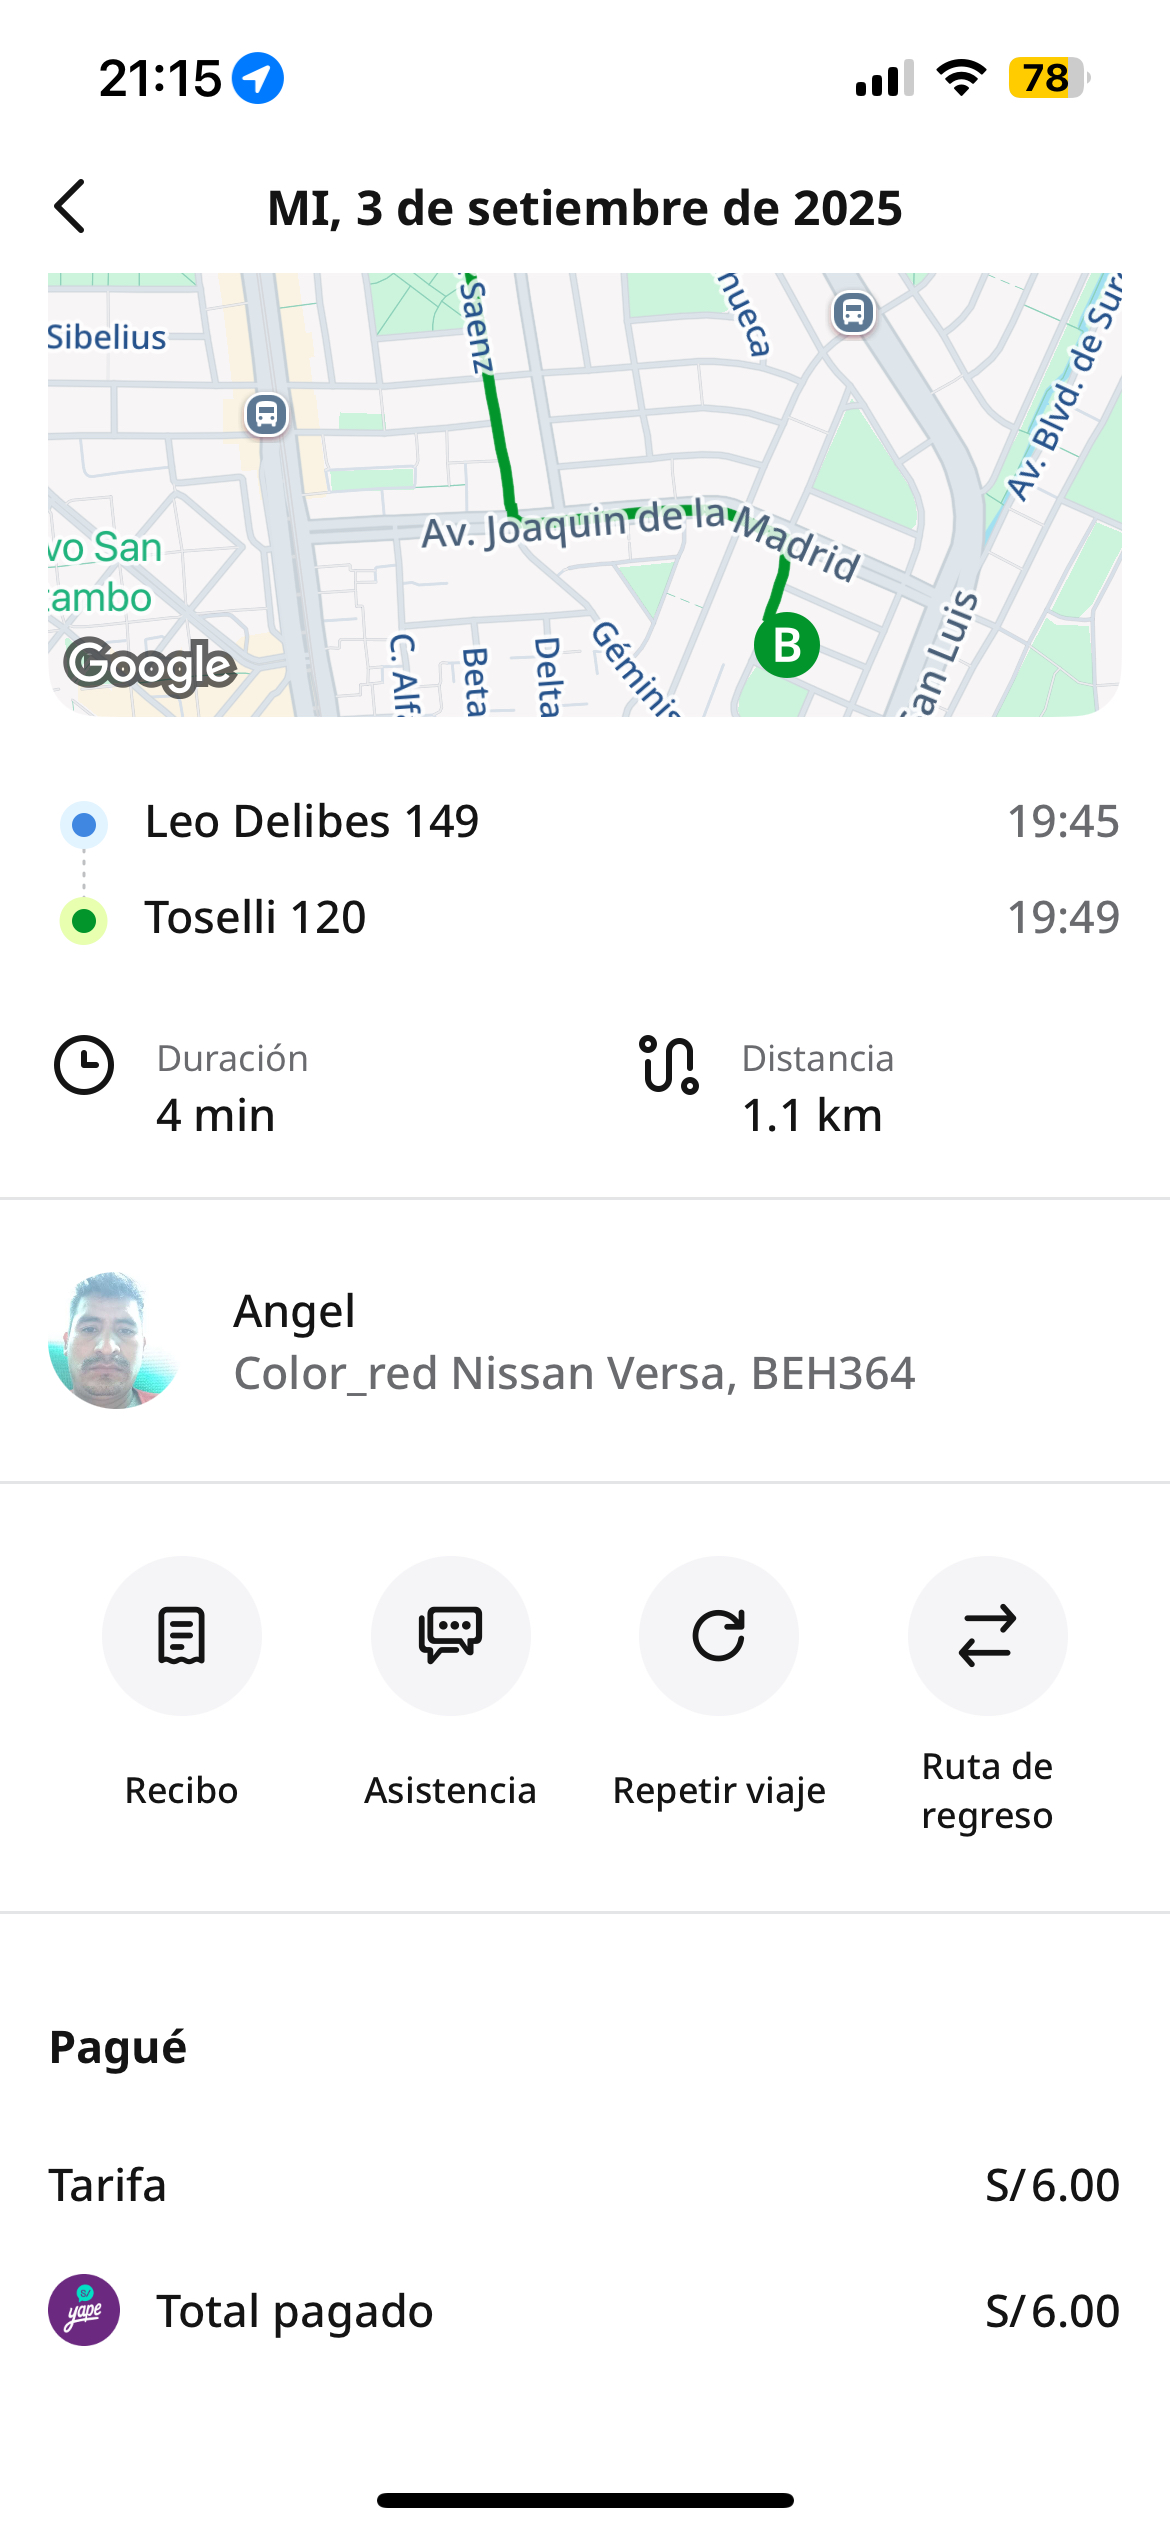 21:15
78
MI, 3 de setiembre de 2025
Sibelius
Saenz
nueca
Av. Blvd. de Surc
Av. Joaquin de la Madrid
vo San
ambo
Google
C. Alfa
Beta
Delta
Géminis
San Luis
B
Leo Delibes 149 19:45
Toselli 120 19:49
Duración Distancia
4 min 1.1 km
Angel
Color_red Nissan Versa, BEH364
Recibo Asistencia Repetir viaje Ruta de
regreso
Pagué
Tarifa S/6.00
S/
yape
Total pagado S/6.00